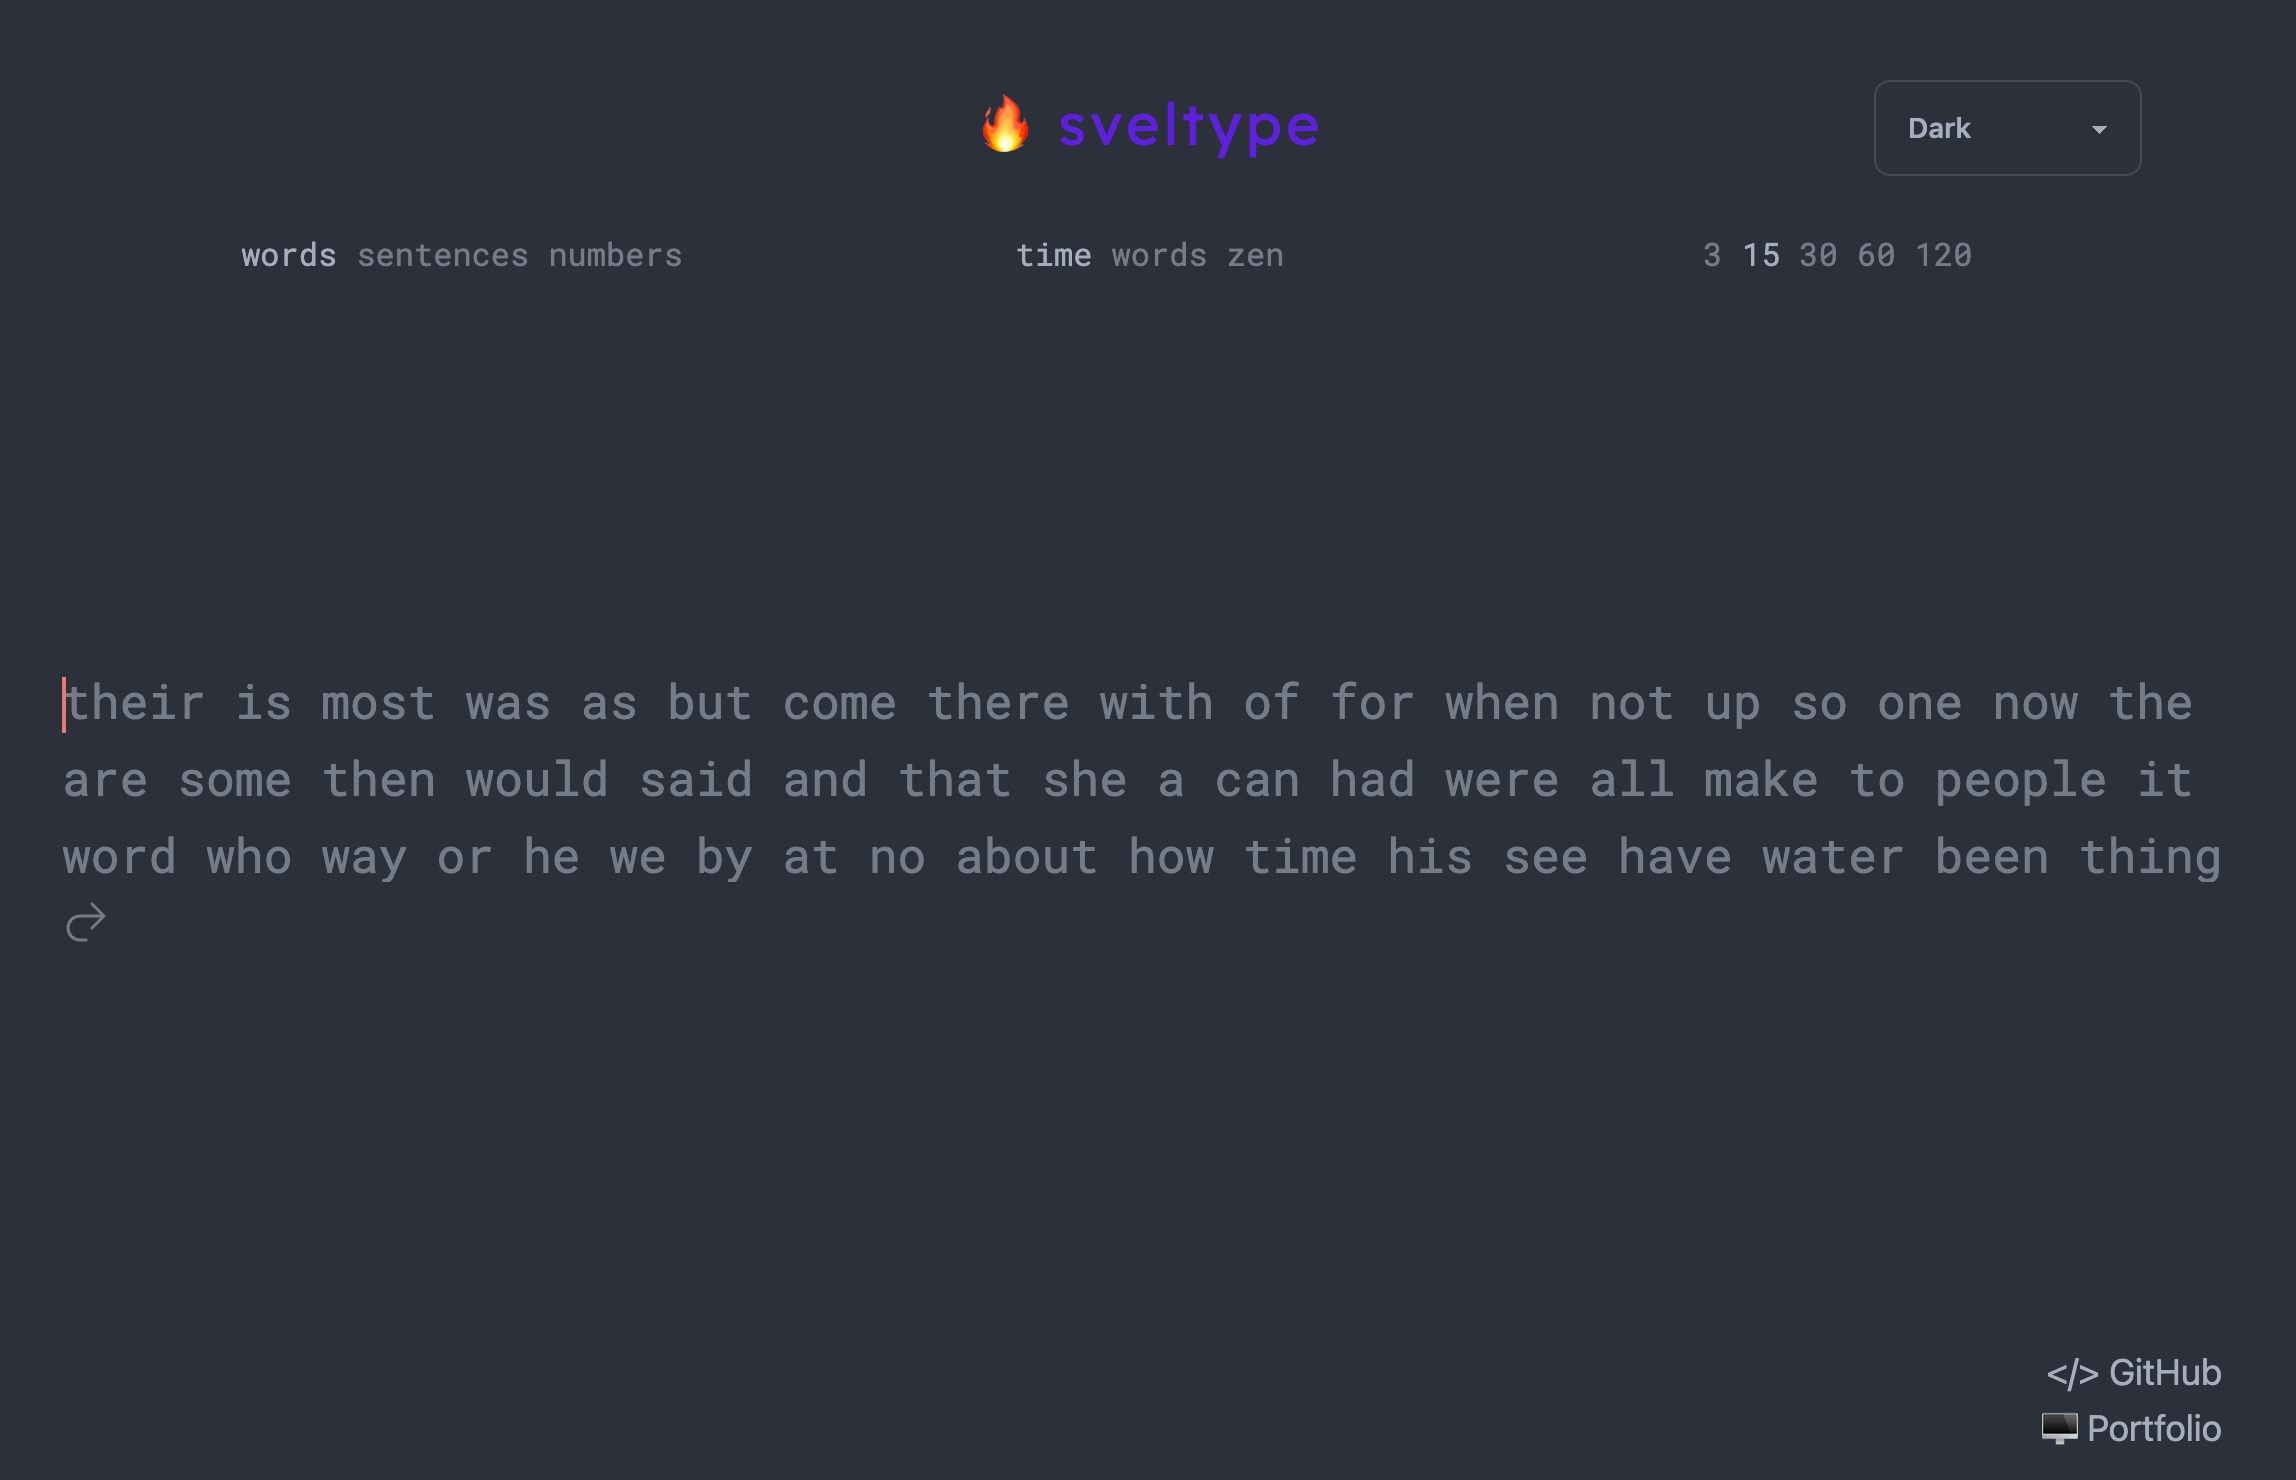 🔥 sveltype
Dark
words sentences numbers
time words zen
3 15 30 60 120
their is most was as but come there with of for when not up so one now the
are some then would said and that she a can had were all make to people it
word who way or he we by at no about how time his see have water been thing
</> GitHub
🖥️ Portfolio